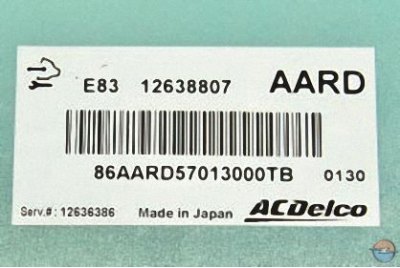 E83 12638807 AARD
86AARD57013000TB 0130
Serv.#: 12636386 Made in Japan ACDelco